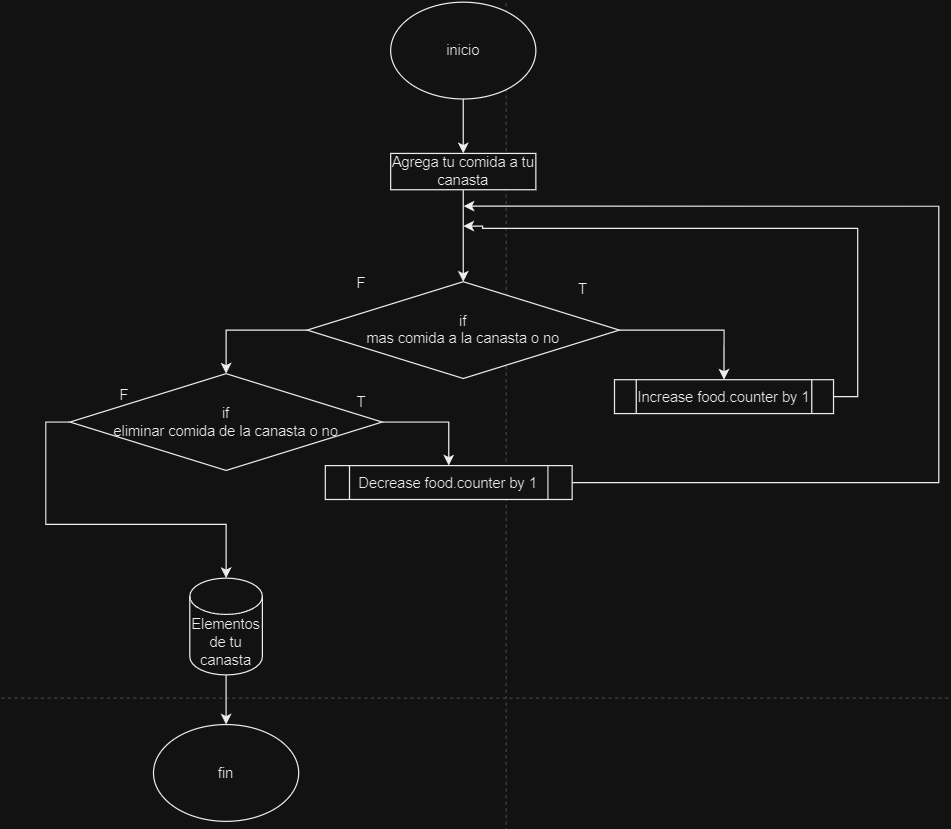 inicio
Agrega tu comida a tu
canasta
F
T
if
mas comida a la canasta o no
Increase food.counter by 1
F
T
if
eliminar comida de la canasta o no
Decrease food.counter by 1
Elementos
de tu
canasta
fin